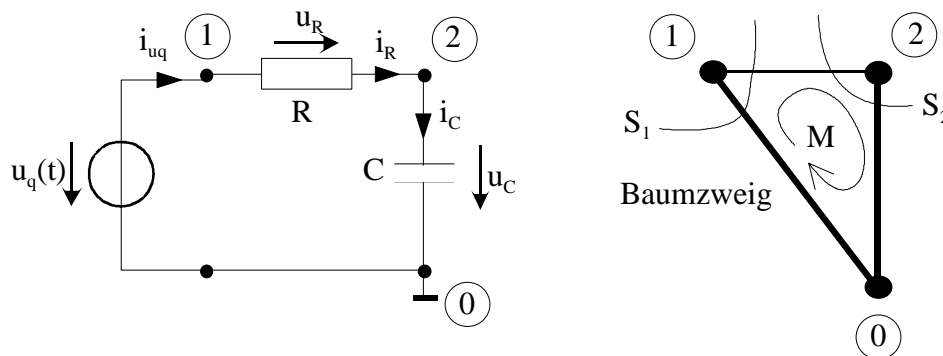 1
u_R
i_R
2
i_uq
R
i_C
u_q(t)
C
u_C
0
1
2
S_1
S_2
M
Baumzweig
0